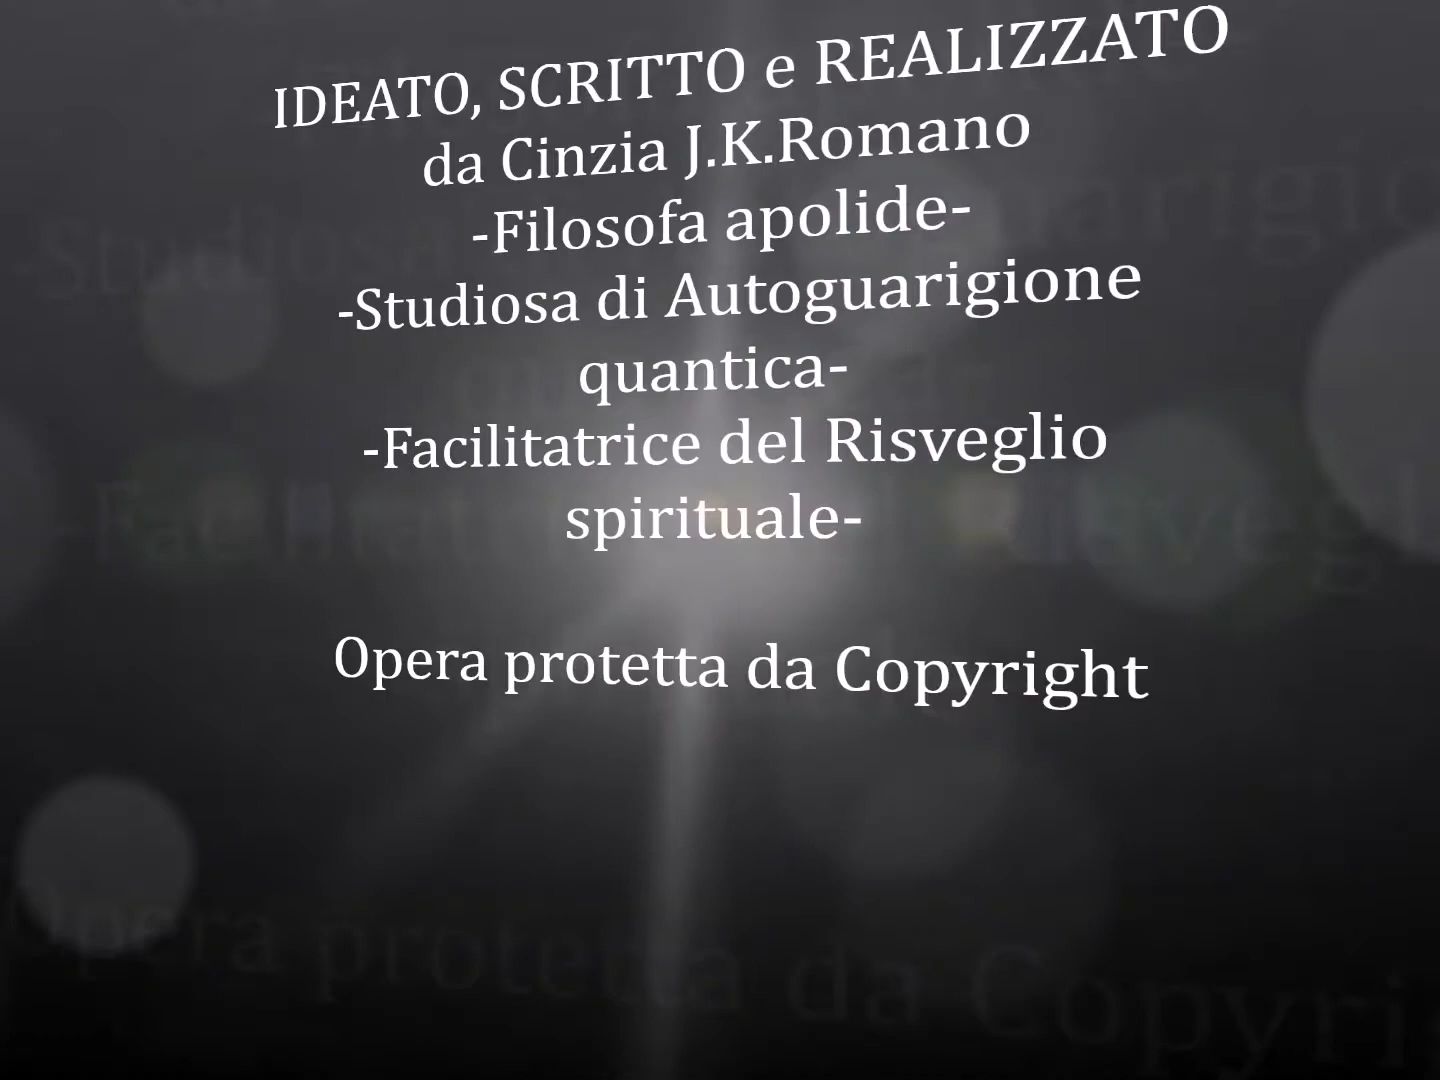 IDEATO, SCRITTO e REALIZZATO
da Cinzia J.K.Romano
-Filosofa apolide-
-Studiosa di Autoguarigione
quantica-
-Facilitatrice del Risveglio
spirituale-
Opera protetta da Copyright